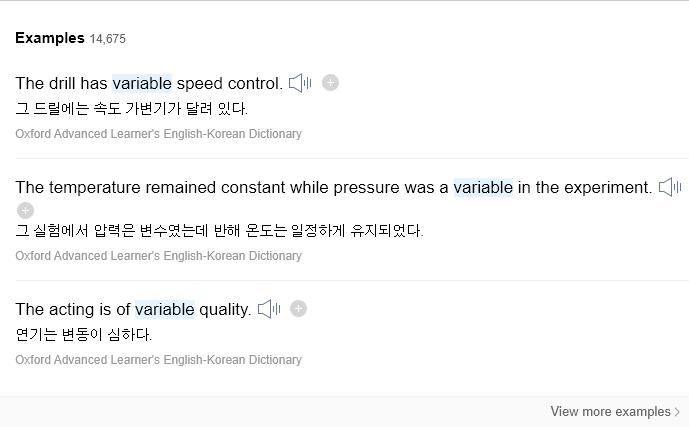 Examples 14,675
The drill has variable speed control.
그 드릴에는 속도 가변기가 달려 있다.
Oxford Advanced Learner's English-Korean Dictionary
The temperature remained constant while pressure was a variable in the experiment.
그 실험에서 압력은 변수였는데 반해 온도는 일정하게 유지되었다.
Oxford Advanced Learner's English-Korean Dictionary
The acting is of variable quality.
연기는 변동이 심하다.
Oxford Advanced Learner's English-Korean Dictionary
View more examples